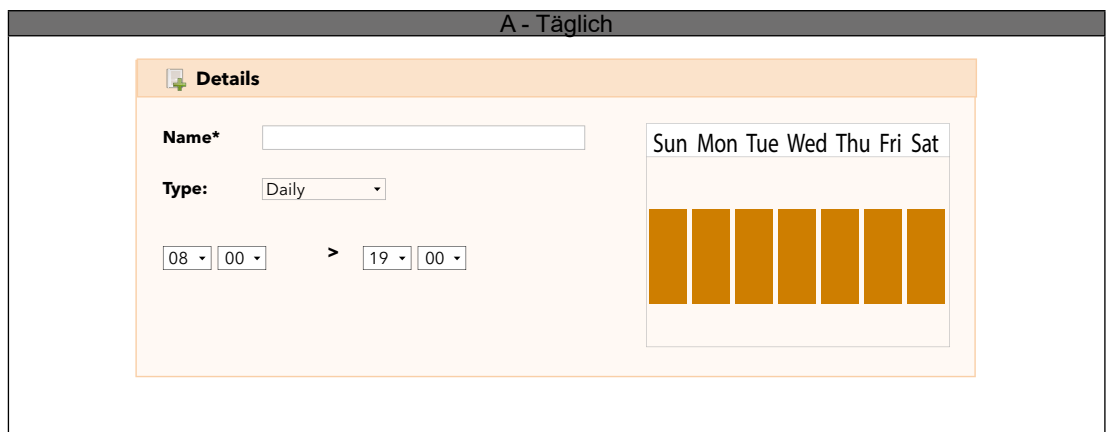 A - Täglich
Details
Name*
Sun Mon Tue Wed Thu Fri Sat
Type:
Daily
08 00 > 19 00